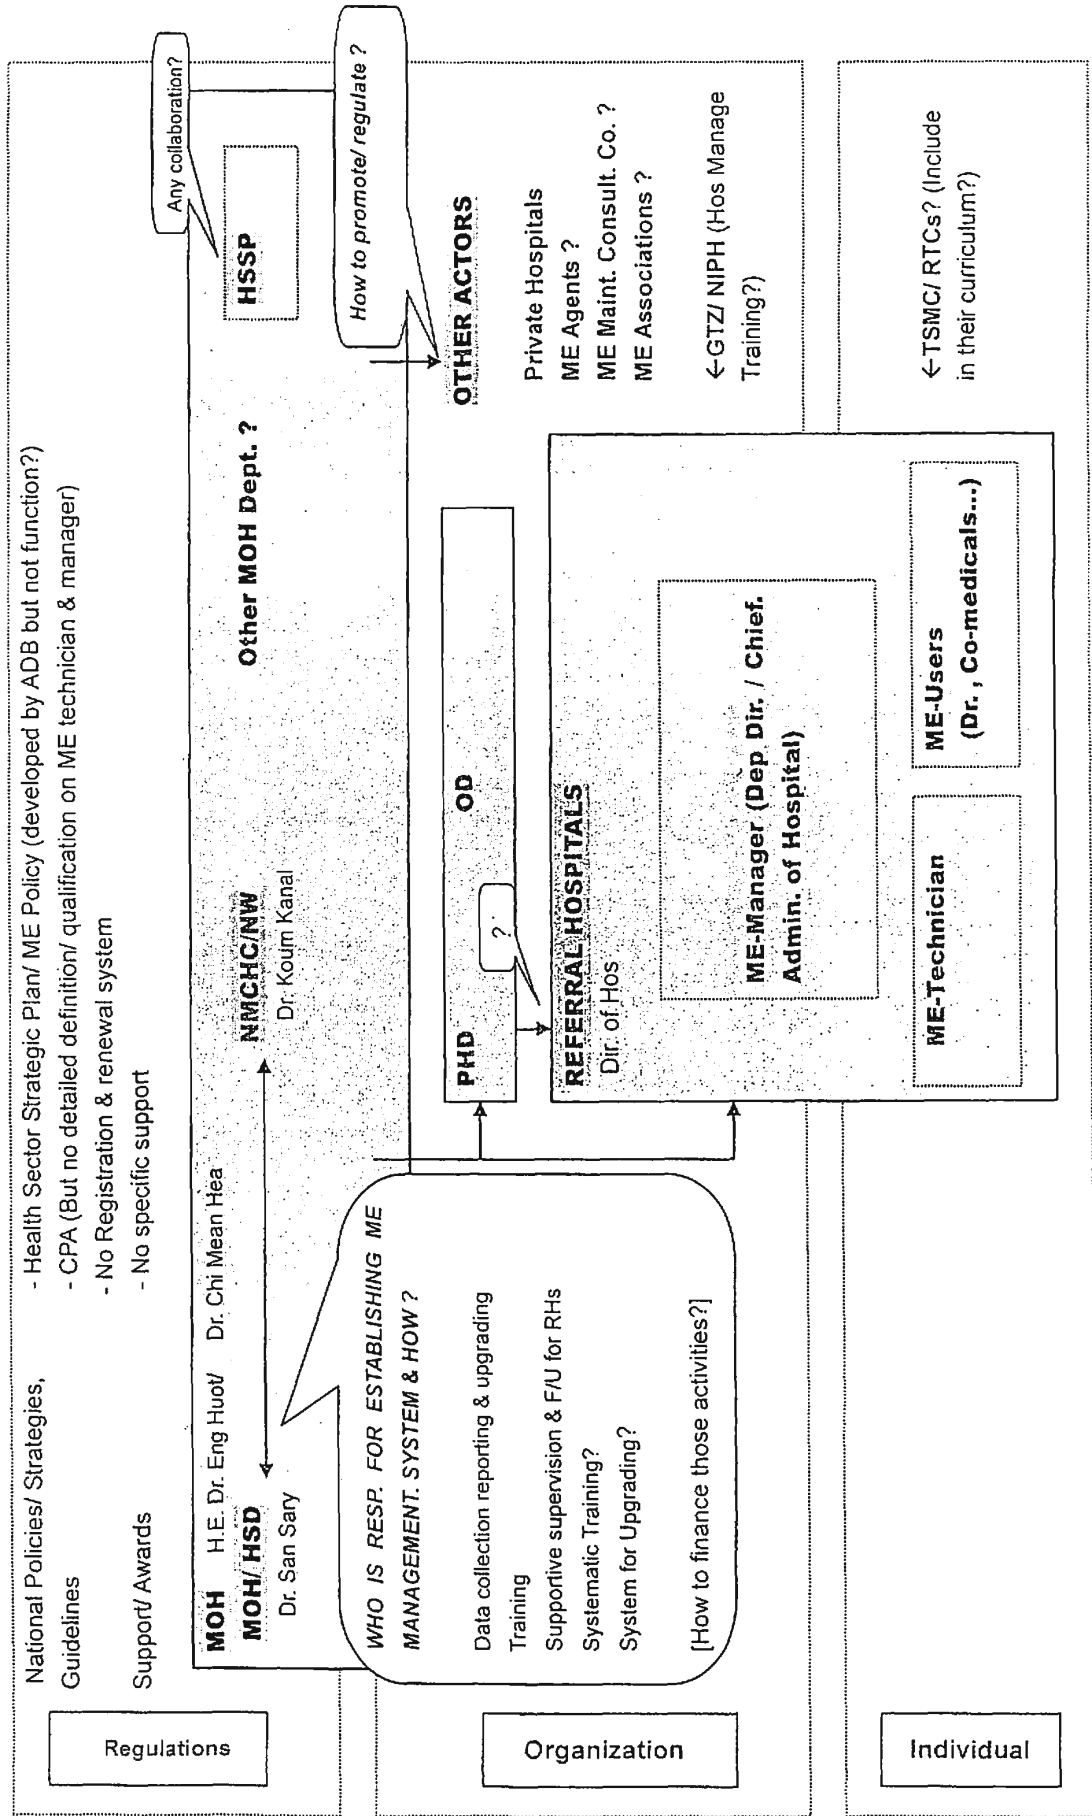 Regulations
National Policies/ Strategies,
Guidelines
Support/ Awards
- Health Sector Strategic Plan/ ME Policy (developed by ADB but not function?)
- CPA (But no detailed definition/ qualification on ME technician & manager)
- No Registration & renewal system
- No specific support
MOH H.E. Dr. Eng Huot/ Dr. Chi Mean Hea
MOH/ HSD
Dr. San Sary
NMCHC/NW
Dr. Koum Kanal
Other MOH Dept. ?
HSSP
Any collaboration?
How to promote/ regulate ?
Organization
WHO IS RESP. FOR ESTABLISHING ME
MANAGEMENT. SYSTEM & HOW ?
Data collection reporting & upgrading
Training
Supportive supervision & F/U for RHs
Systematic Training?
System for Upgrading?
[How to finance those activities?]
PHD OD
?
REFERRAL HOSPITALS
Dir. of Hos
ME-Manager (Dep Dir. / Chief.
Admin. of Hospital)
OTHER ACTORS
Private Hospitals
ME Agents ?
ME Maint. Consult. Co. ?
ME Associations ?
←GTZ/ NIPH (Hos Manage
Training?)
Individual
ME-Technician
ME-Users
(Dr. , Co-medicals...)
←TSMC/ RTCs? (Include
in their curriculum?)